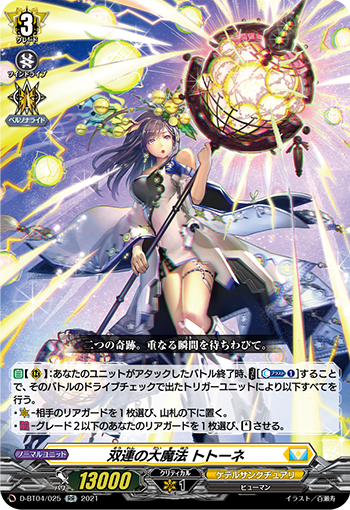 3
グレード
ツインドライブ
ペルソナライド
二つの奇跡。重なる瞬間を待ちわびて。
自【R】:あなたのユニットがアタックしたバトル終了時、【ソウルブラスト1】することで、そのバトルのドライブチェックで出たトリガーユニットにより以下すべてを行う。
・ -相手のリアガードを1枚選び、山札の下に置く。
・ -グレード2以下のあなたのリアガードを1枚選び、スタンドさせる。
ノーマルユニット
双連の大魔法 トトーネ
パワー
13000
クリティカル
1
ケテルサンクチュアリ
ヒューマン
D-BT04/025 RR 2021
イラスト/百瀬寿